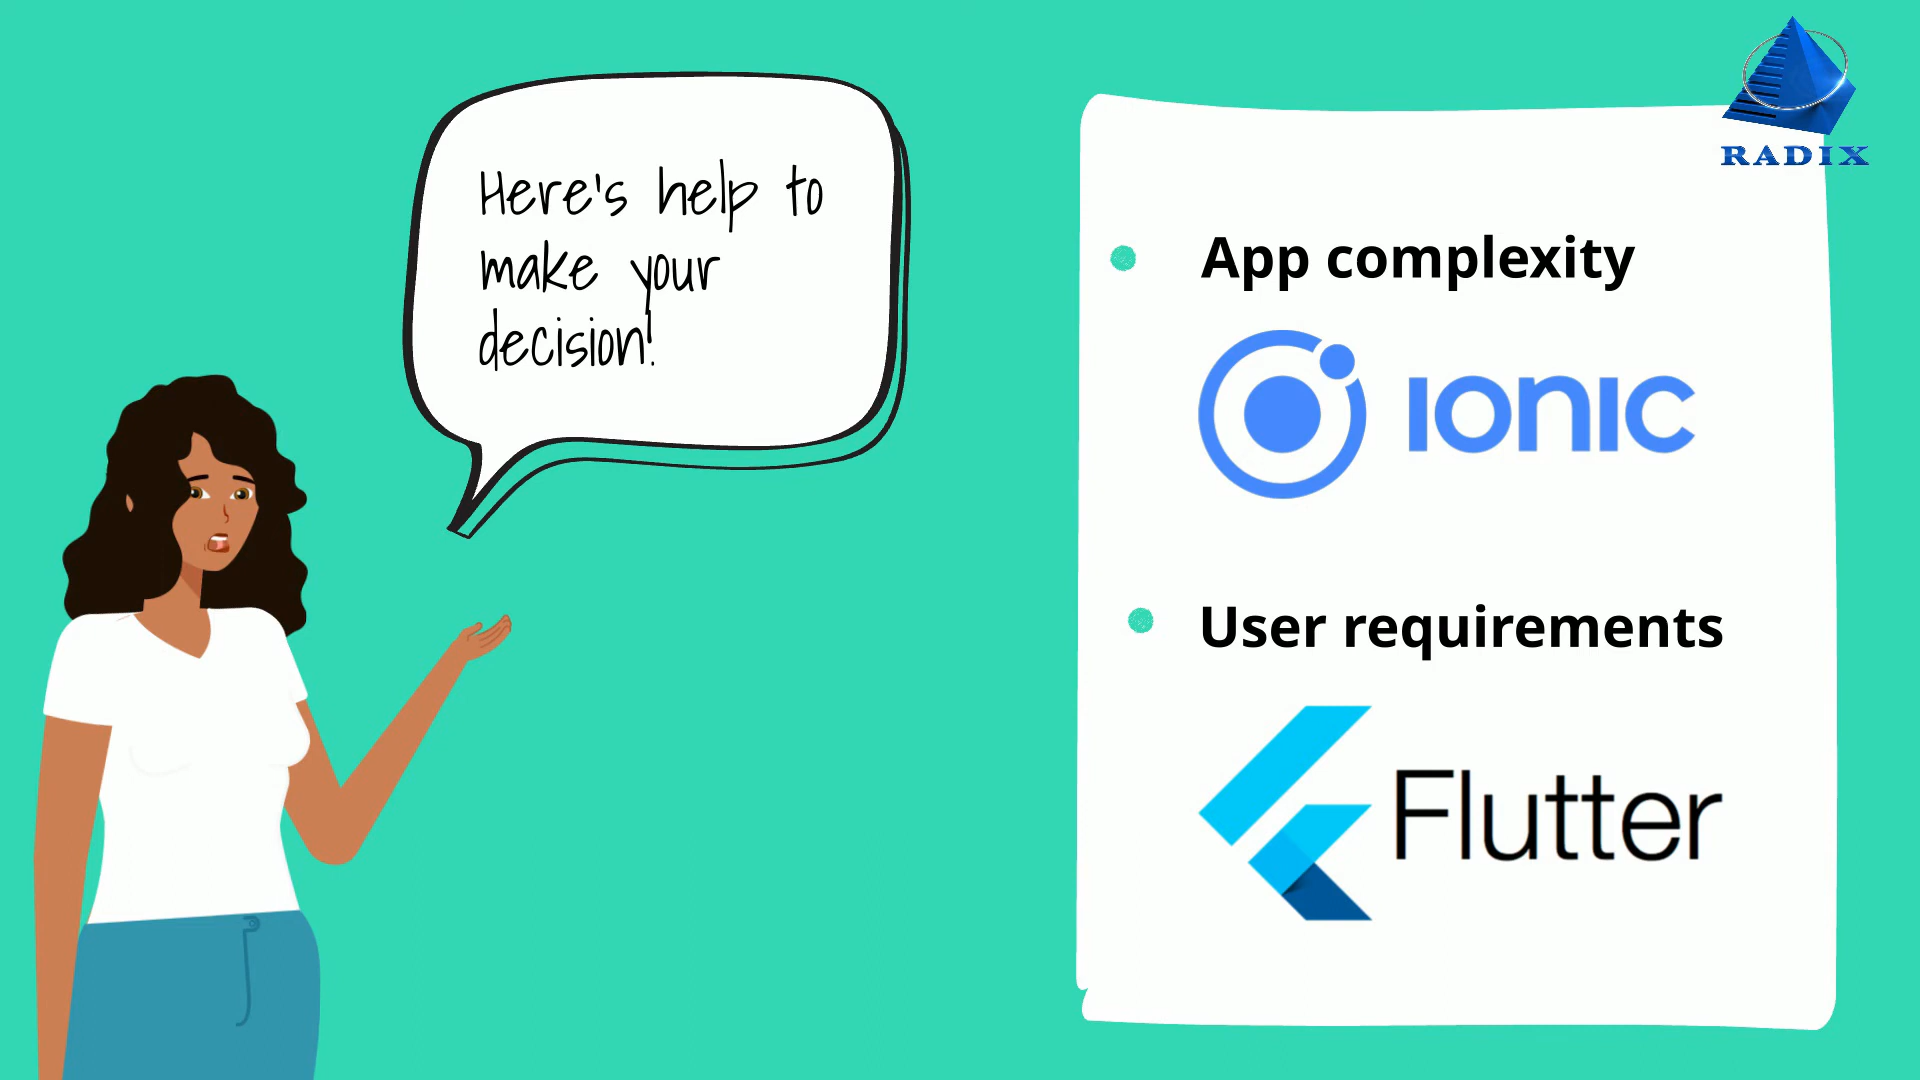 Here's help to
make your
decision!
RADIX
App complexity
ionic
User requirements
Flutter